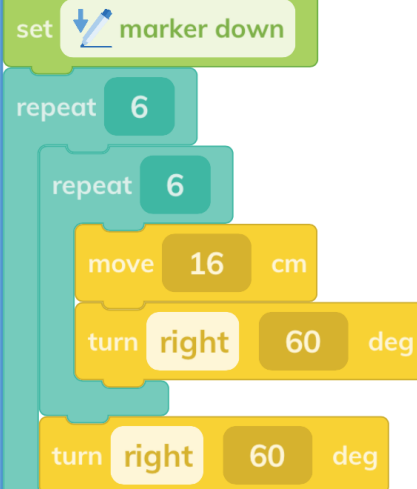 set marker down
repeat 6
repeat 6
move 16 cm
turn right 60 deg
turn right 60 deg